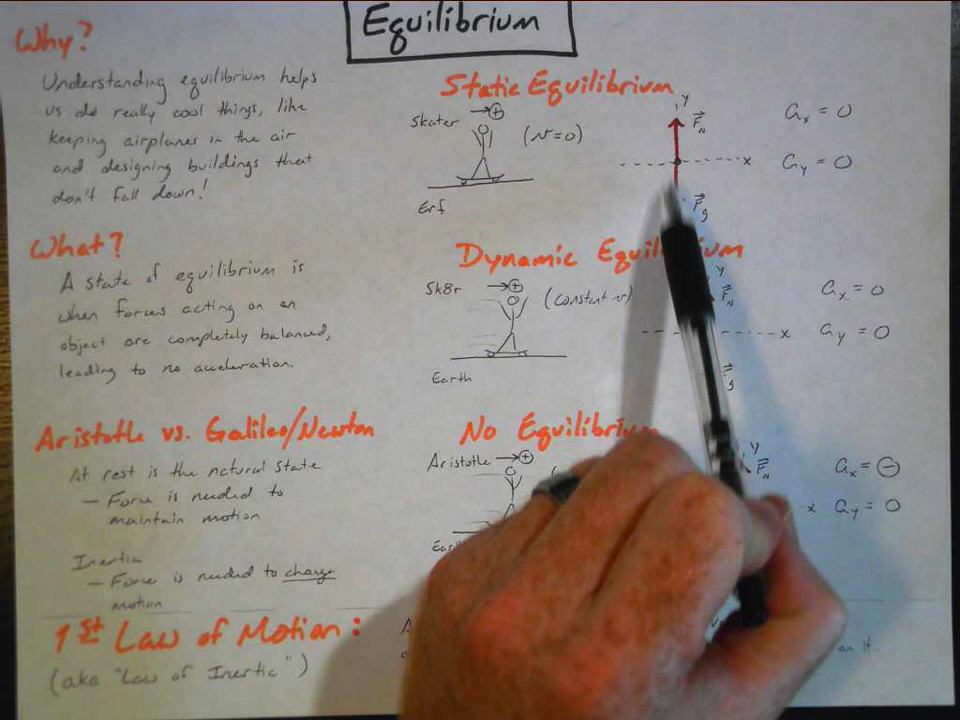 Equilibrium
Why?
Understanding equilibrium helps
us do really cool things, like
keeping airplanes in the air
and designing buildings that
don't fall down!
What?
A state of equilibrium is
when forces acting on an
object are completely balanced,
leading to no acceleration.
Aristotle vs. Galileo/Newton
At rest is the natural state
– Force is needed to
maintain motion
Inertia
– Force is needed to change
motion
1st Law of Motion:
(aka "Law of Inertia")
Static Equilibrium
Skater → +
(v=0)
Erf
y
F_N
x
F_g
a_x = 0
a_y = 0
Dynamic Equilibrium
Sk8r → +
(constant v)
Earth
y
F_N
x
g
a_x = 0
a_y = 0
No Equilibrium
Aristotle → +
y
F_N
x
a_x = −
a_y = 0
on it.